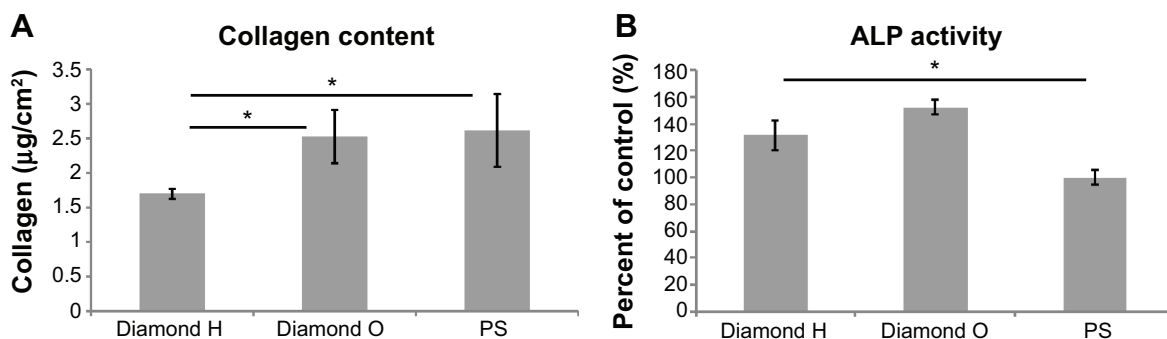 A
Collagen content
Collagen (µg/cm²)
3.5
3
2.5
2
1.5
1
0.5
0
*
*
Diamond H
Diamond O
PS
B
ALP activity
Percent of control (%)
180
160
140
120
100
80
60
40
20
0
*
Diamond H
Diamond O
PS